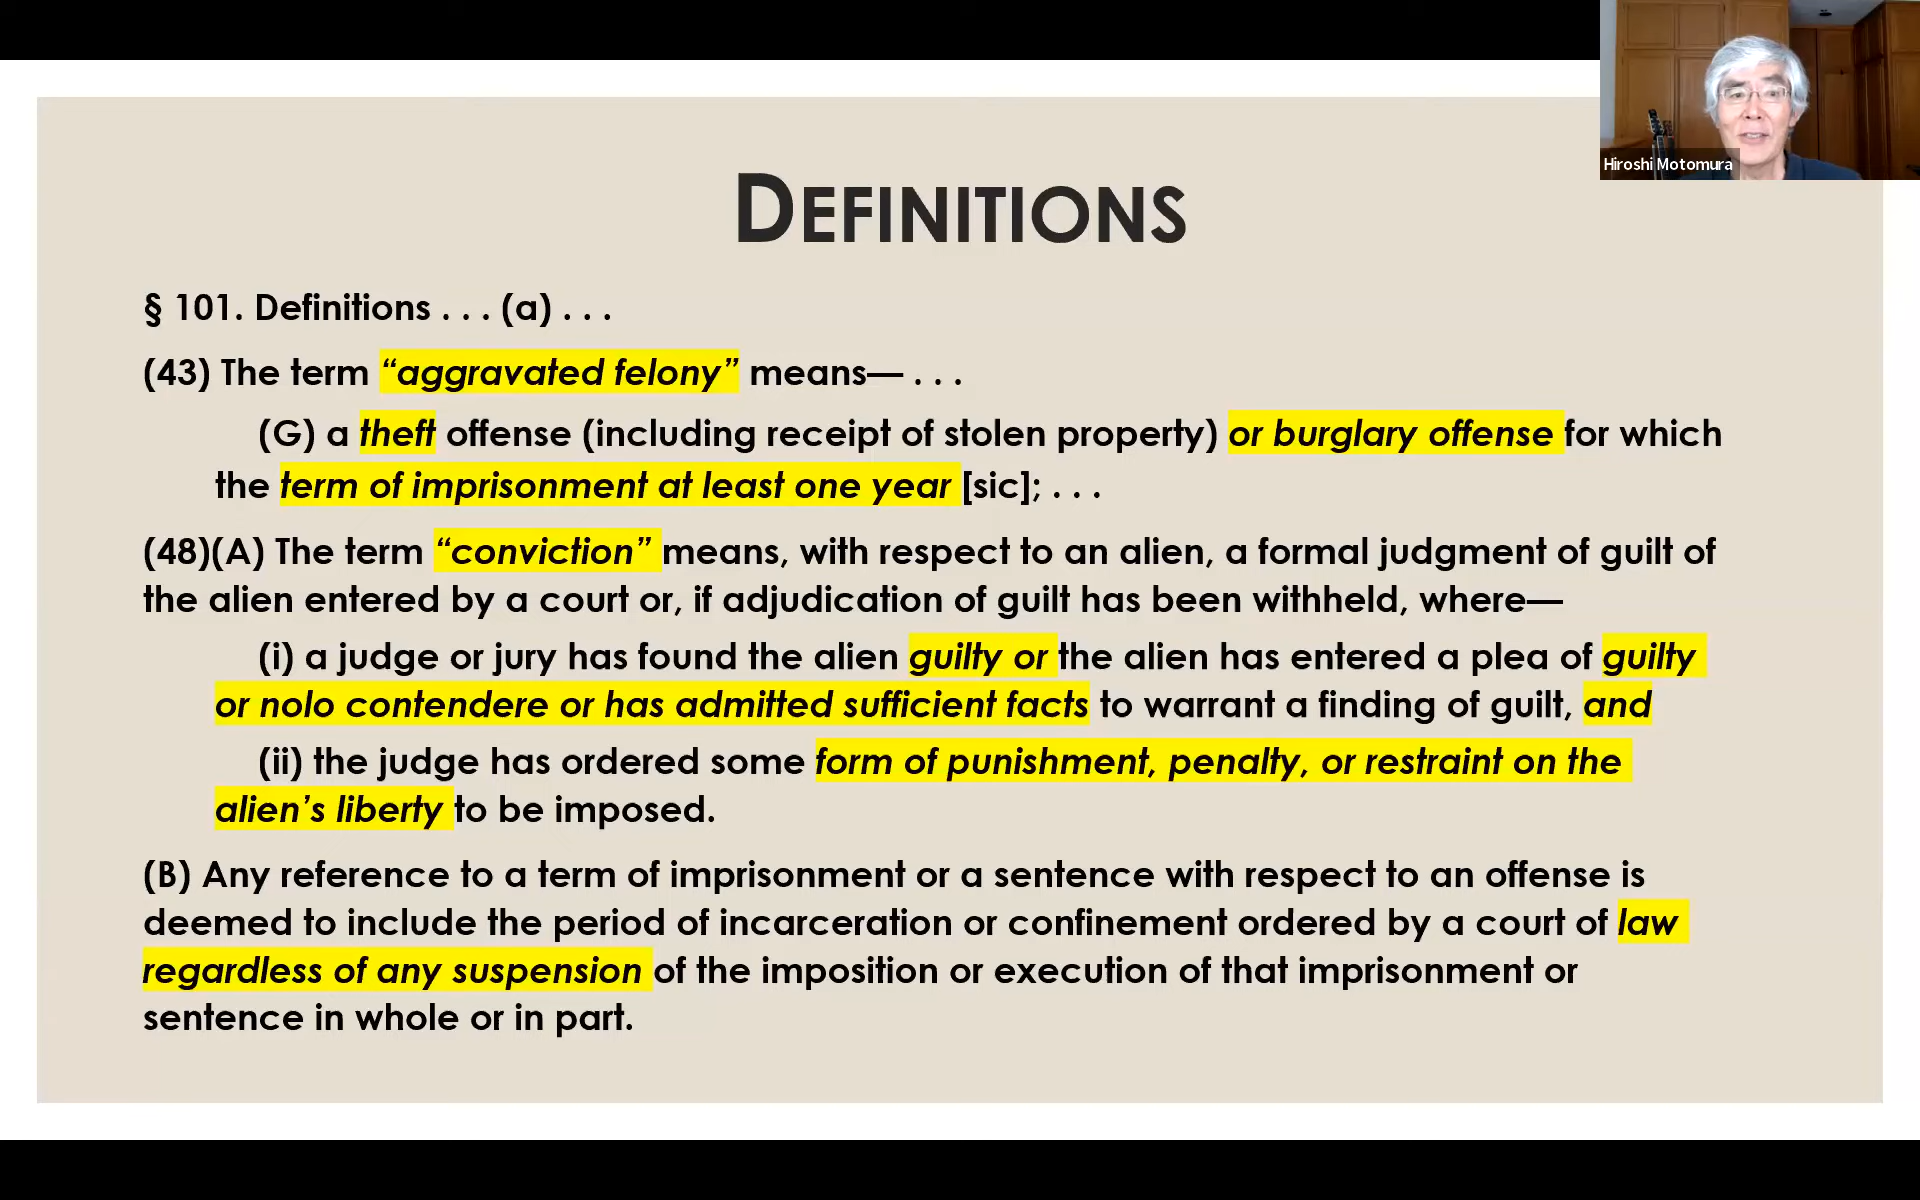 Hiroshi Motomura
DEFINITIONS
§ 101. Definitions . . . (a) . . .
(43) The term “aggravated felony” means— . . .
(G) a theft offense (including receipt of stolen property) or burglary offense for which
the term of imprisonment at least one year [sic]; . . .
(48)(A) The term “conviction” means, with respect to an alien, a formal judgment of guilt of
the alien entered by a court or, if adjudication of guilt has been withheld, where—
(i) a judge or jury has found the alien guilty or the alien has entered a plea of guilty
or nolo contendere or has admitted sufficient facts to warrant a finding of guilt, and
(ii) the judge has ordered some form of punishment, penalty, or restraint on the
alien’s liberty to be imposed.
(B) Any reference to a term of imprisonment or a sentence with respect to an offense is
deemed to include the period of incarceration or confinement ordered by a court of law
regardless of any suspension of the imposition or execution of that imprisonment or
sentence in whole or in part.